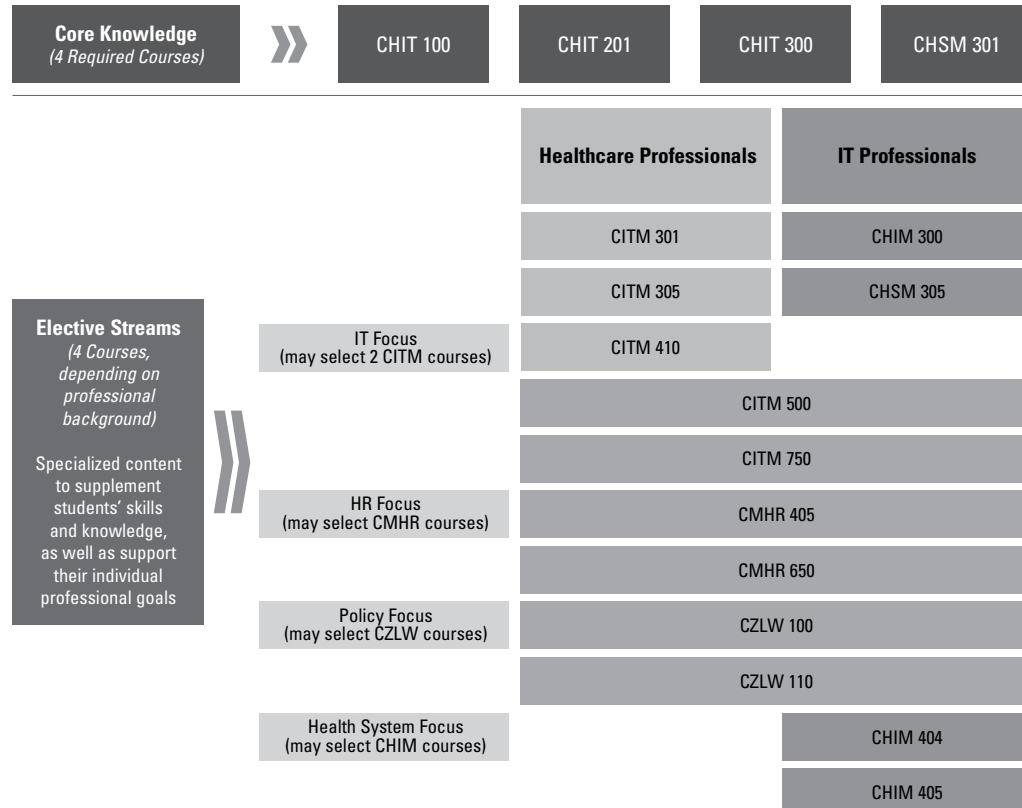 Core Knowledge
(4 Required Courses)
CHIT 100
CHIT 201
CHIT 300
CHSM 301
Healthcare Professionals
IT Professionals
CITM 301
CHIM 300
CITM 305
CHSM 305
Elective Streams
(4 Courses,
depending on
professional
background)
Specialized content
to supplement
students’ skills
and knowledge,
as well as support
their individual
professional goals
IT Focus
(may select 2 CITM courses)
CITM 410
CITM 500
CITM 750
HR Focus
(may select CMHR courses)
CMHR 405
CMHR 650
Policy Focus
(may select CZLW courses)
CZLW 100
CZLW 110
Health System Focus
(may select CHIM courses)
CHIM 404
CHIM 405